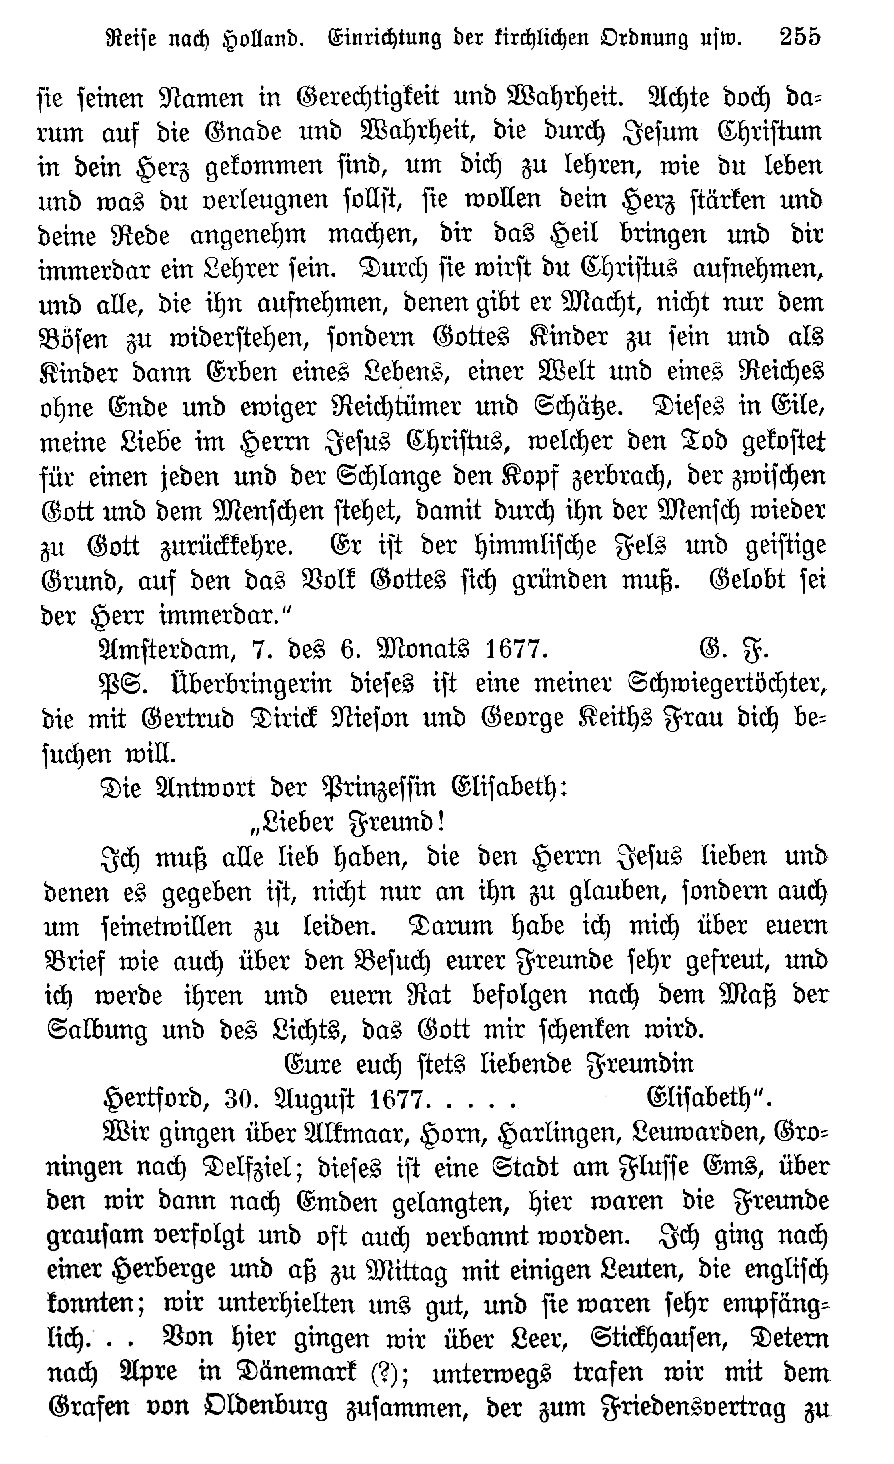 Reise nach Holland. Einrichtung der kirchlichen Ordnung usw. 255
sie seinen Namen in Gerechtigkeit und Wahrheit. Achte doch da-
rum auf die Gnade und Wahrheit, die durch Jesum Christum
in dein Herz gekommen sind, um dich zu lehren, wie du leben
und was du verleugnen sollst, sie wollen dein Herz stärken und
deine Rede angenehm machen, dir das Heil bringen und dir
immerdar ein Lehrer sein. Durch sie wirst du Christus aufnehmen,
und alle, die ihn aufnehmen, denen gibt er Macht, nicht nur dem
Bösen zu widerstehen, sondern Gottes Kinder zu sein und als
Kinder dann Erben eines Lebens, einer Welt und eines Reiches
ohne Ende und ewiger Reichtümer und Schätze. Dieses in Eile,
meine Liebe im Herrn Jesus Christus, welcher den Tod gekostet
für einen jeden und der Schlange den Kopf zerbrach, der zwischen
Gott und dem Menschen stehet, damit durch ihn der Mensch wieder
zu Gott zurückkehre. Er ist der himmlische Fels und geistige
Grund, auf den das Volk Gottes sich gründen muß. Gelobt sei
der Herr immerdar.“
Amsterdam, 7. des 6. Monats 1677. G. F.
PS. Überbringerin dieses ist eine meiner Schwiegertöchter,
die mit Gertrud Dirick Nieson und George Keiths Frau dich be-
suchen will.
Die Antwort der Prinzessin Elisabeth:
„Lieber Freund!
Ich muß alle lieb haben, die den Herrn Jesus lieben und
denen es gegeben ist, nicht nur an ihn zu glauben, sondern auch
um seinetwillen zu leiden. Darum habe ich mich über euern
Brief wie auch über den Besuch eurer Freunde sehr gefreut, und
ich werde ihren und euern Rat befolgen nach dem Maß der
Salbung und des Lichts, das Gott mir schenken wird.
Eure euch stets liebende Freundin
Hertford, 30. August 1677. . . . . Elisabeth“.
Wir gingen über Alkmaar, Horn, Harlingen, Leuwarden, Gro-
ningen nach Delfziel; dieses ist eine Stadt am Flusse Ems, über
den wir dann nach Emden gelangten, hier waren die Freunde
grausam verfolgt und oft auch verbannt worden. Ich ging nach
einer Herberge und aß zu Mittag mit einigen Leuten, die englisch
konnten; wir unterhielten uns gut, und sie waren sehr empfäng-
lich. . . Von hier gingen wir über Leer, Stickhausen, Detern
nach Apre in Dänemark (?); unterwegs trafen wir mit dem
Grafen von Oldenburg zusammen, der zum Friedensvertrag zu